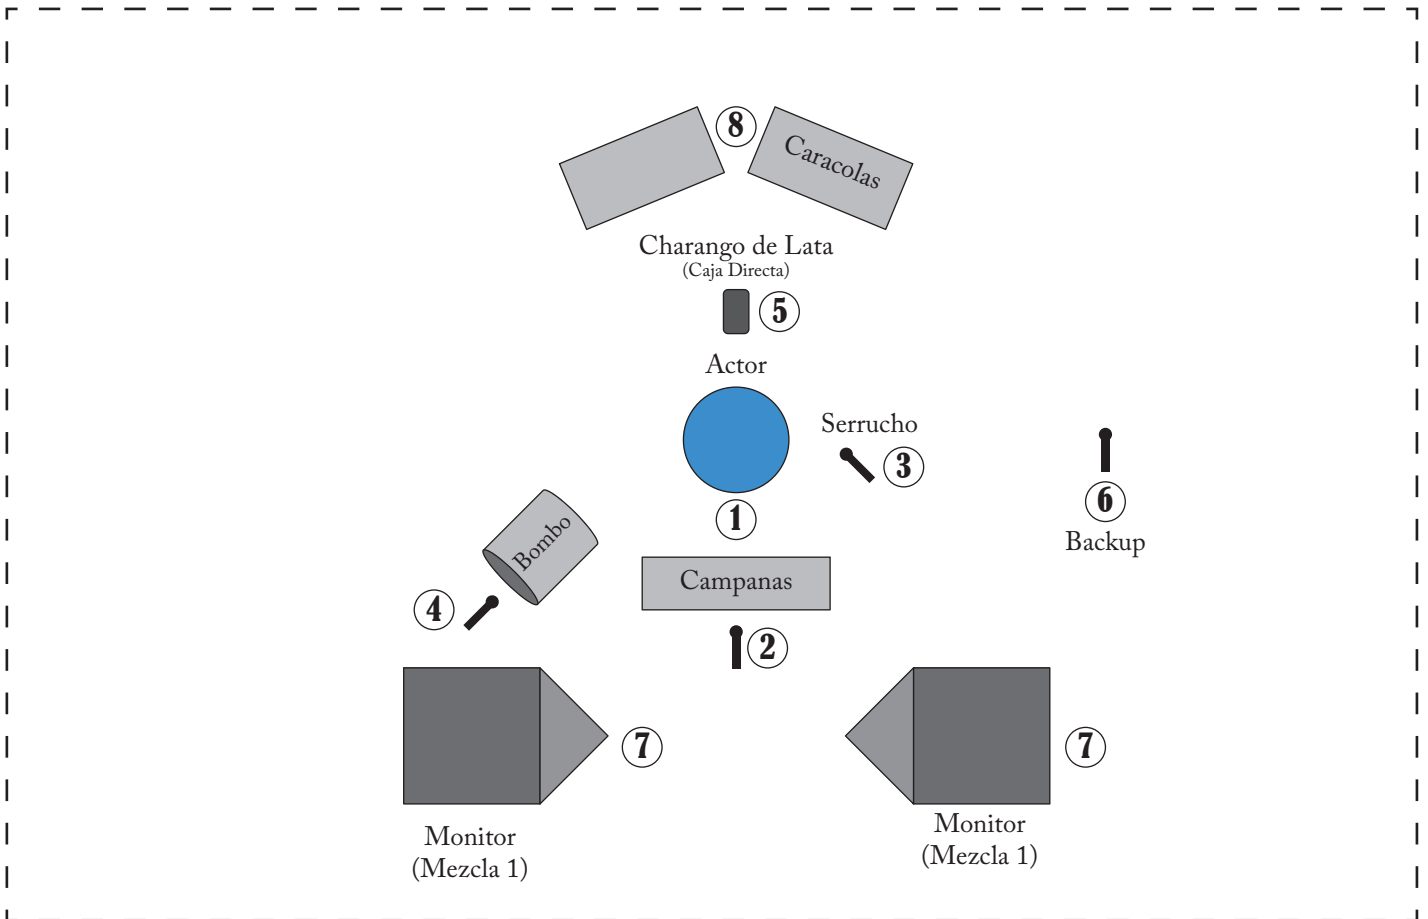 8
Caracolas
Charango de Lata
(Caja Directa)
5
Actor
Serrucho
3
1
6
Backup
Bombo
Campanas
4
2
7
7
Monitor
(Mezcla 1)
Monitor
(Mezcla 1)